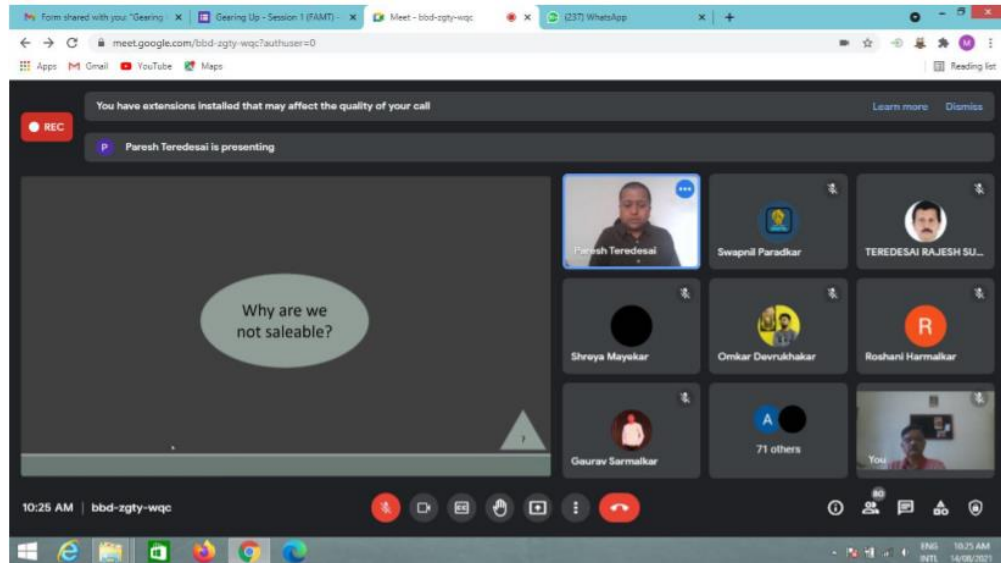 Form shared with you: "Gearing
Gearing Up - Session 1 (FAMT) -
Meet - bbd-zgty-wqc
(237) WhatsApp
meet.google.com/bbd-zgty-wqc?authuser=0
M
Apps
Gmail
YouTube
Maps
Reading list
You have extensions installed that may affect the quality of your call
Learn more
Dismiss
REC
P
Paresh Teredesai is presenting
Why are we
not saleable?
Paresh Teredesai
Swapnil Paradkar
TEREDESAI RAJESH SU...
Shreya Mayekar
Omkar Devrukhakar
R
Roshani Harmalkar
Gaurav Sarmalkar
A
71 others
You
10:25 AM | bbd-zgty-wqc
80
ENG
INTL
10:25 AM
14/08/2021